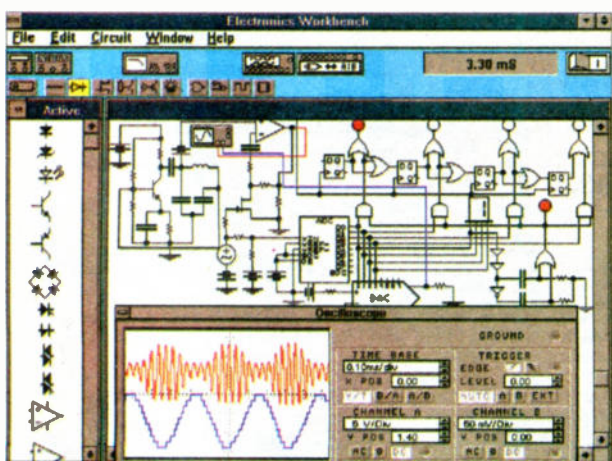 Electronics Workbench
File Edit Circuit Window Help
3.30 mS
Active
ADC
DAC
Oscilloscope
GROUND
TIME BASE
0.10ms/div
X POS 0.00
Y/T B/A A/B
TRIGGER
EDGE
LEVEL 0.00
AUTO A B EXT
CHANNEL A
5 V/Div
Y POS 1.40
AC 0 DC
CHANNEL B
50 mV/Div
Y POS 0.00
AC 0 DC